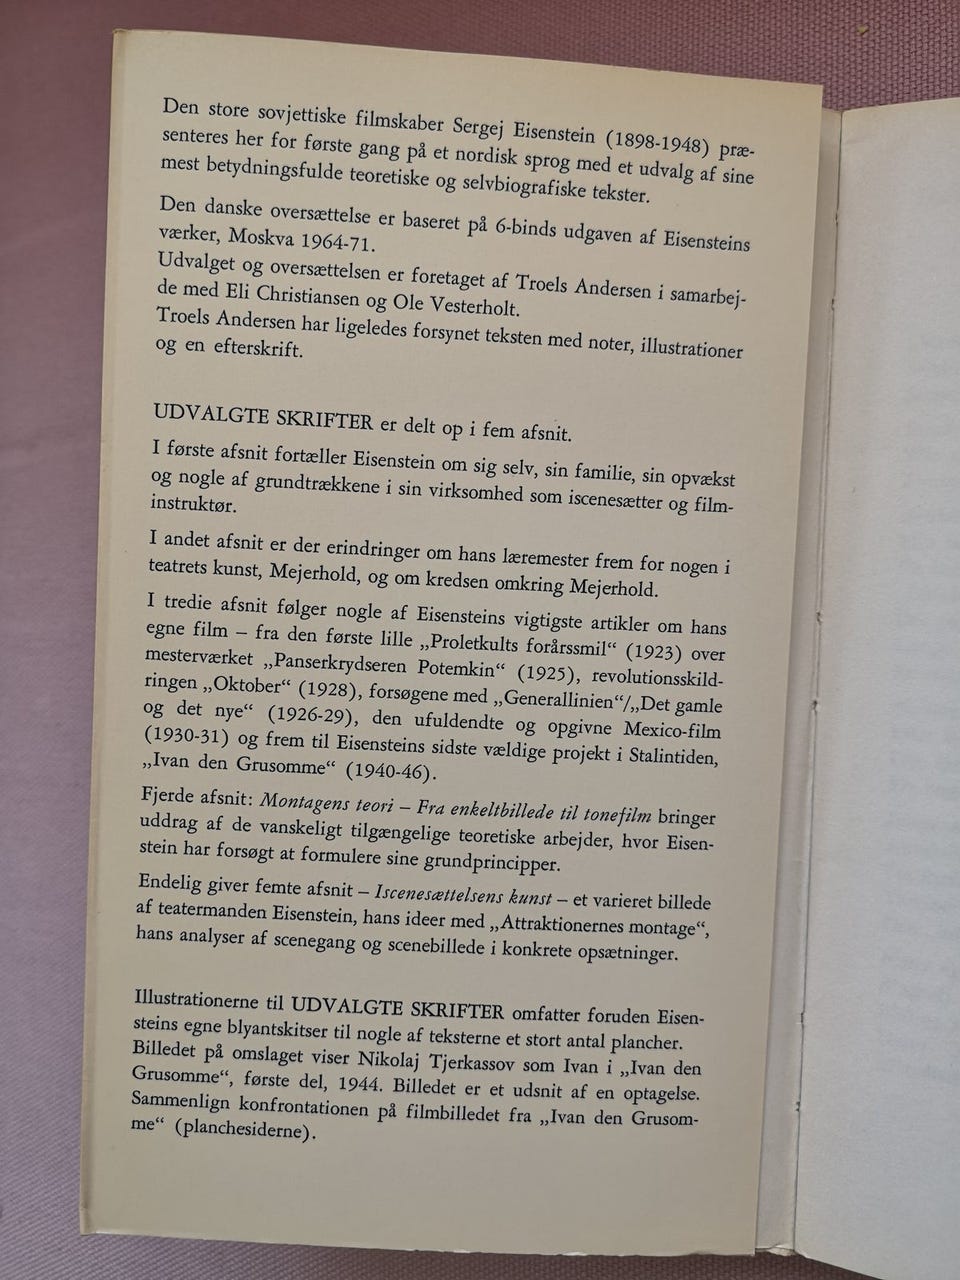 Den store sovjettiske filmskaber Sergej Eisenstein (1898-1948) præ-
senteres her for første gang på et nordisk sprog med et udvalg af sine
mest betydningsfulde teoretiske og selvbiografiske tekster.
Den danske oversættelse er baseret på 6-binds udgaven af Eisensteins
værker, Moskva 1964-71.
Udvalget og oversættelsen er foretaget af Troels Andersen i samarbej-
de med Eli Christiansen og Ole Vesterholt.
Troels Andersen har ligeledes forsynet teksten med noter, illustrationer
og en efterskrift.
UDVALGTE SKRIFTER er delt op i fem afsnit.
I første afsnit fortæller Eisenstein om sig selv, sin familie, sin opvækst
og nogle af grundtrækkene i sin virksomhed som iscenesætter og film-
instruktør.
I andet afsnit er der erindringer om hans læremester frem for nogen i
teatrets kunst, Mejerhold, og om kredsen omkring Mejerhold.
I tredie afsnit følger nogle af Eisensteins vigtigste artikler om hans
egne film – fra den første lille „Proletkults forårssmil“ (1923) over
mesterværket „Panserkrydseren Potemkin“ (1925), revolutionsskild-
ringen „Oktober“ (1928), forsøgene med „Generallinien“/„Det gamle
og det nye“ (1926-29), den ufuldendte og opgivne Mexico-film
(1930-31) og frem til Eisensteins sidste vældige projekt i Stalintiden,
„Ivan den Grusomme“ (1940-46).
Fjerde afsnit: Montagens teori – Fra enkeltbillede til tonefilm bringer
uddrag af de vanskeligt tilgængelige teoretiske arbejder, hvor Eisen-
stein har forsøgt at formulere sine grundprincipper.
Endelig giver femte afsnit – Iscenesættelsens kunst – et varieret billede
af teatermanden Eisenstein, hans ideer med „Attraktionernes montage“,
hans analyser af scenegang og scenebillede i konkrete opsætninger.
Illustrationerne til UDVALGTE SKRIFTER omfatter foruden Eisen-
steins egne blyantskitser til nogle af teksterne et stort antal plancher.
Billedet på omslaget viser Nikolaj Tjerkassov som Ivan i „Ivan den
Grusomme“, første del, 1944. Billedet er et udsnit af en optagelse.
Sammenlign konfrontationen på filmbilledet fra „Ivan den Grusom-
me“ (planchesiderne).